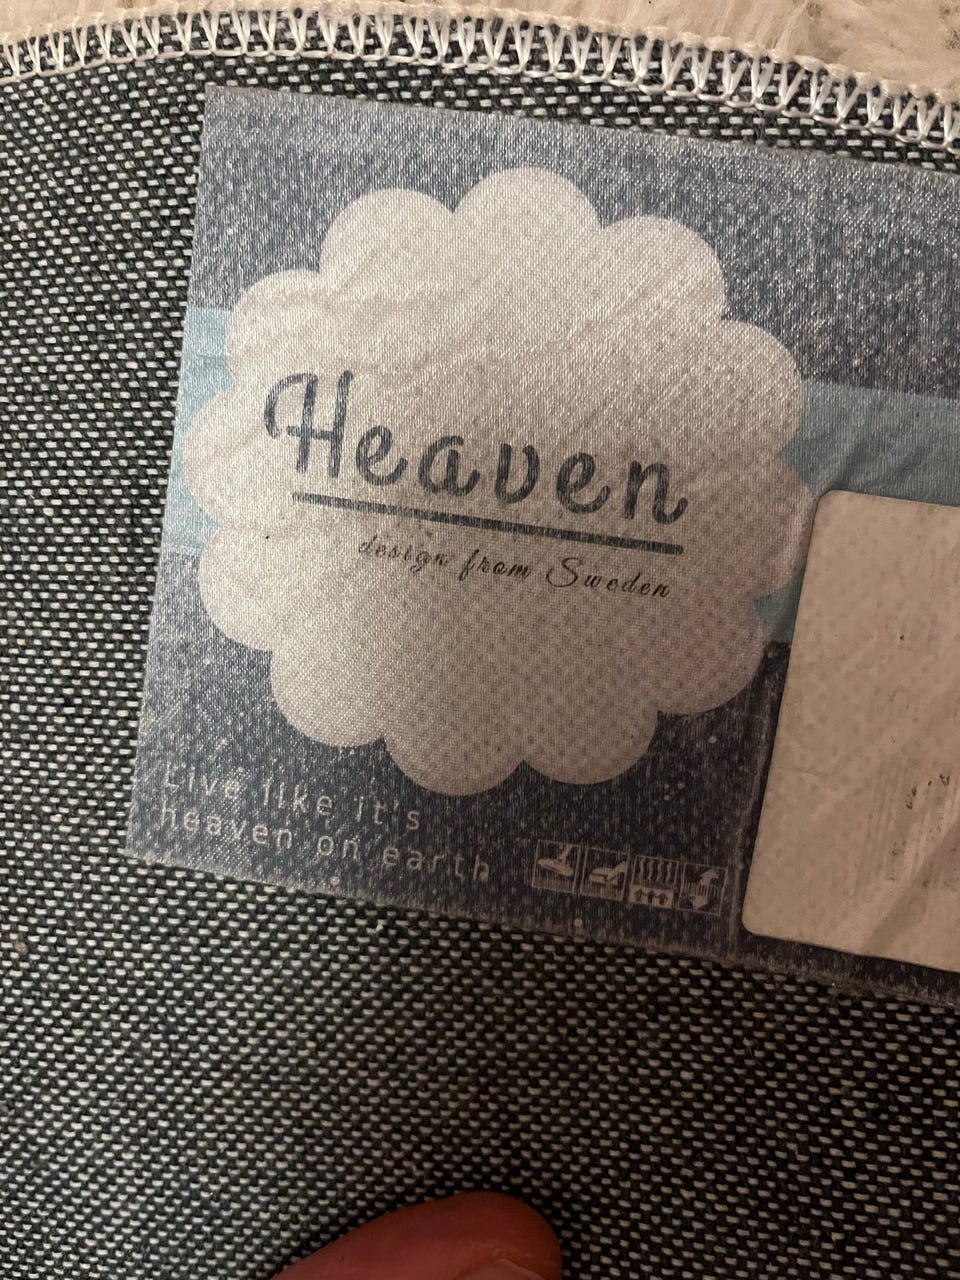 Heaven
design from Sweden
Live like it's
heaven on earth